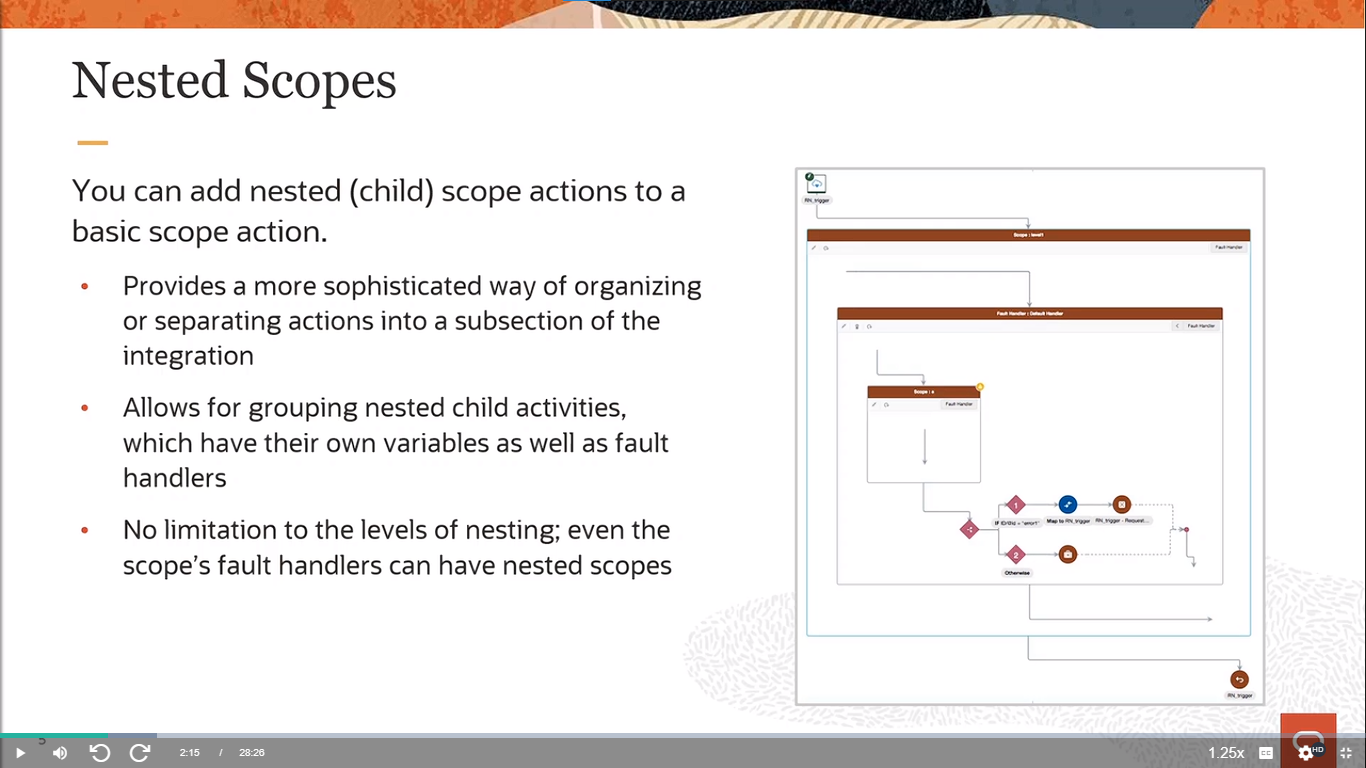 Nested Scopes
You can add nested (child) scope actions to a
basic scope action.
• Provides a more sophisticated way of organizing
or separating actions into a subsection of the
integration
• Allows for grouping nested child activities,
which have their own variables as well as fault
handlers
• No limitation to the levels of nesting; even the
scope’s fault handlers can have nested scopes
RN_trigger
Scope : level1
Fault Handler
Fault Handler : Default Handler
Fault Handler
Scope : a
Fault Handler
1
Map to RN_trigger
RN_trigger - Request...
2
Otherwise
RN_trigger
5
2:15 / 28:26
1.25x
CC
HD